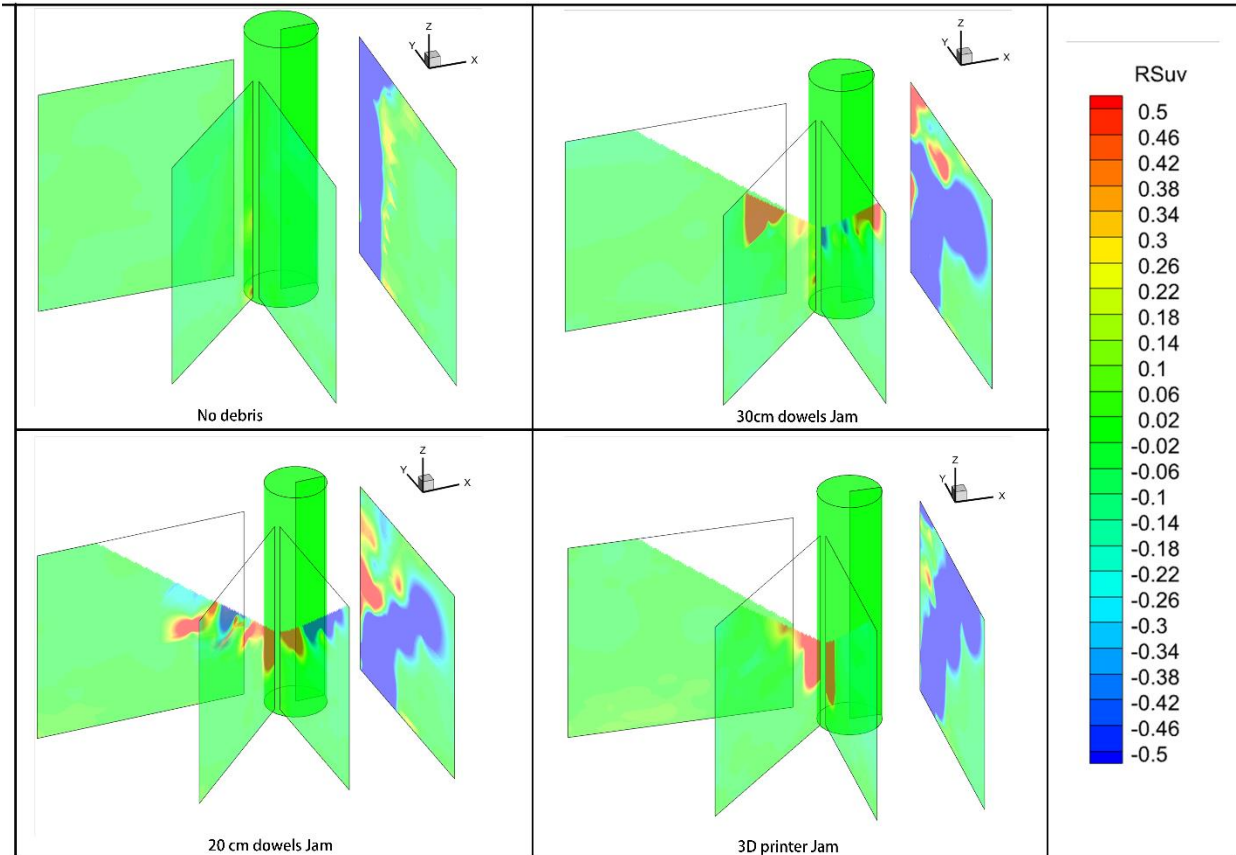 Z
Y
X
No debris
Z
Y
X
30cm dowels Jam
Z
Y
X
20 cm dowels Jam
Z
Y
X
3D printer Jam
RSuv
0.5
0.46
0.42
0.38
0.34
0.3
0.26
0.22
0.18
0.14
0.1
0.06
0.02
-0.02
-0.06
-0.1
-0.14
-0.18
-0.22
-0.26
-0.3
-0.34
-0.38
-0.42
-0.46
-0.5